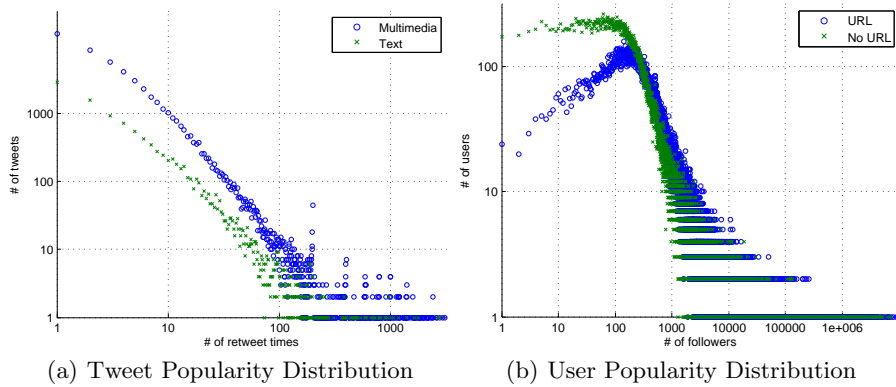 Multimedia
Text
1000
100
10
1
1 10 100 1000
# of tweets
# of retweet times
(a) Tweet Popularity Distribution
URL
No URL
100
10
1
1 10 100 1000 10000 100000 1e+006
# of users
# of followers
(b) User Popularity Distribution